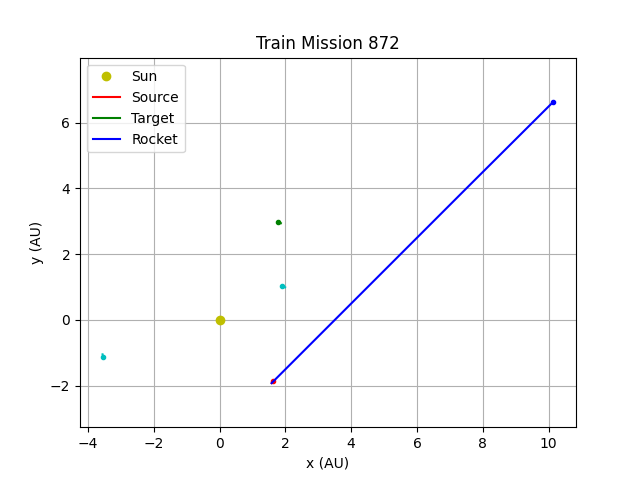 Train Mission 872
Sun
Source
Target
Rocket
6
4
2
0
−2
y (AU)
−4
−2
0
2
4
6
8
10
x (AU)